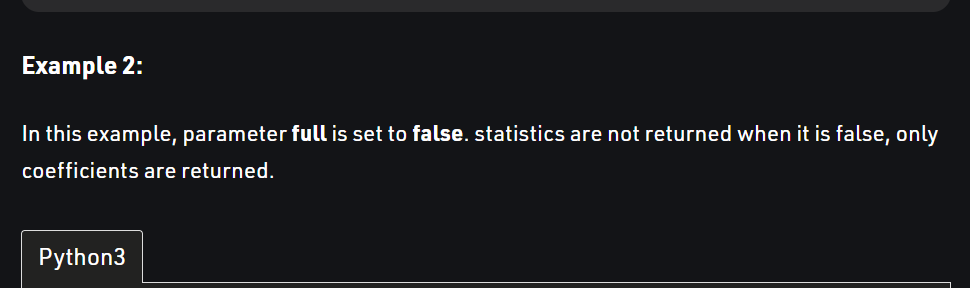 Example 2:
In this example, parameter full is set to false. statistics are not returned when it is false, only
coefficients are returned.
Python3